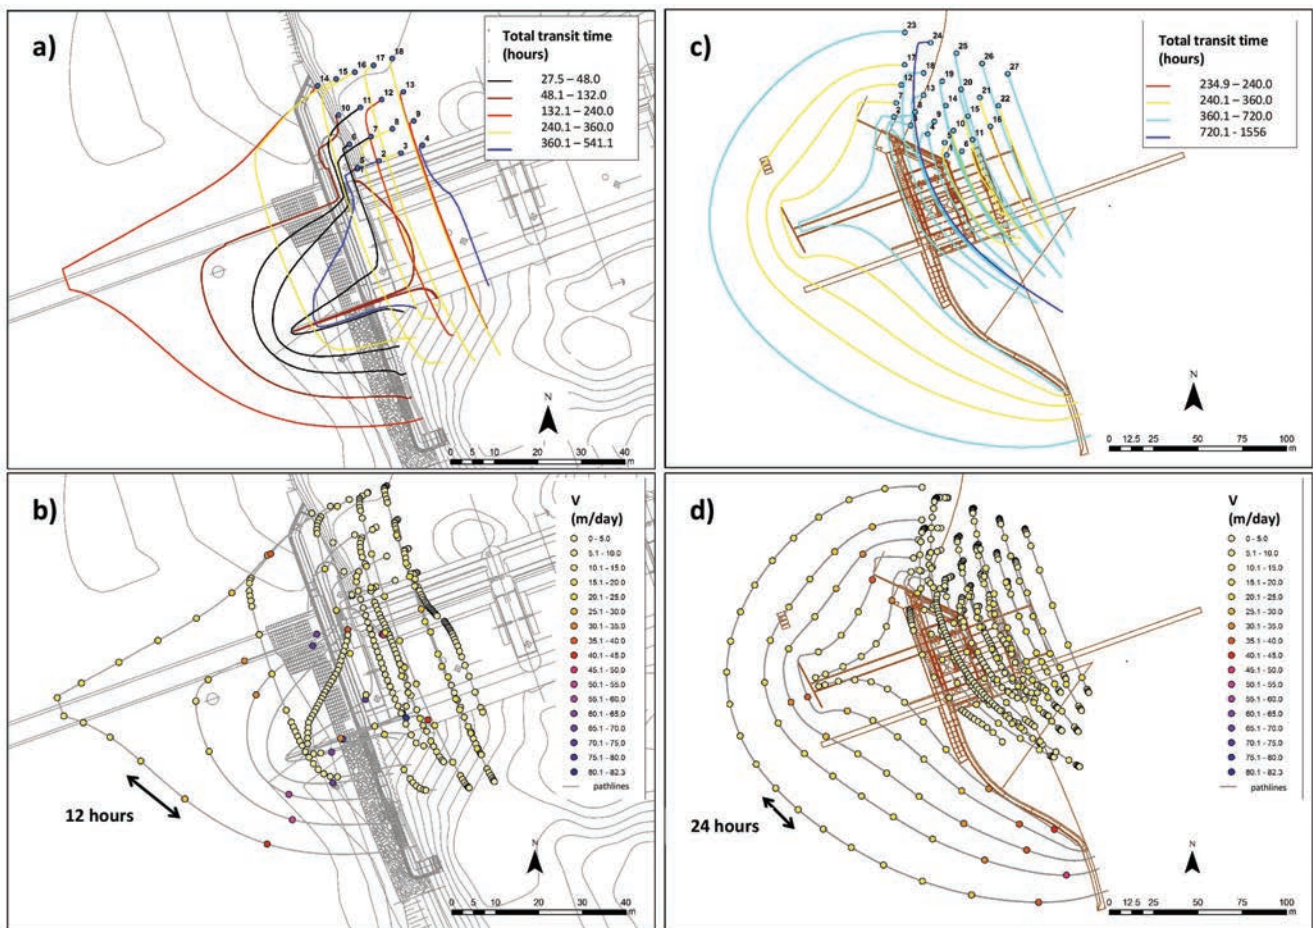 a)
Total transit time
(hours)
27.5 – 48.0
48.1 – 132.0
132.1 – 240.0
240.1 – 360.0
360.1 – 541.1
18
17
16
15
14
13
12
11
10
9
8
7
6
5
4
3
2
1
N
0 5 10 20 30 40
m
c)
Total transit time
(hours)
234.9 – 240.0
240.1 – 360.0
360.1 – 720.0
720.1 - 1556
23
24
25
26
27
17
18
19
20
21
22
12
13
14
15
16
7
8
9
10
11
2
4
6
N
0 12.5 25 50 75 100
m
b)
V
(m/day)
0 - 5.0
5.1 - 10.0
10.1 - 15.0
15.1 - 20.0
20.1 - 25.0
25.1 - 30.0
30.1 - 35.0
35.1 - 40.0
40.1 - 45.0
45.1 - 50.0
50.1 - 55.0
55.1 - 60.0
60.1 - 65.0
65.1 - 70.0
70.1 - 75.0
75.1 - 80.0
80.1 - 82.3
pathlines
12 hours
N
0 5 10 20 30 40
m
d)
V
(m/day)
0 - 5.0
5.1 - 10.0
10.1 - 15.0
15.1 - 20.0
20.1 - 25.0
25.1 - 30.0
30.1 - 35.0
35.1 - 40.0
40.1 - 45.0
45.1 - 50.0
50.1 - 55.0
55.1 - 60.0
60.1 - 65.0
65.1 - 70.0
70.1 - 75.0
75.1 - 80.0
80.1 - 82.3
pathlines
24 hours
N
0 12.5 25 50 75 100
m